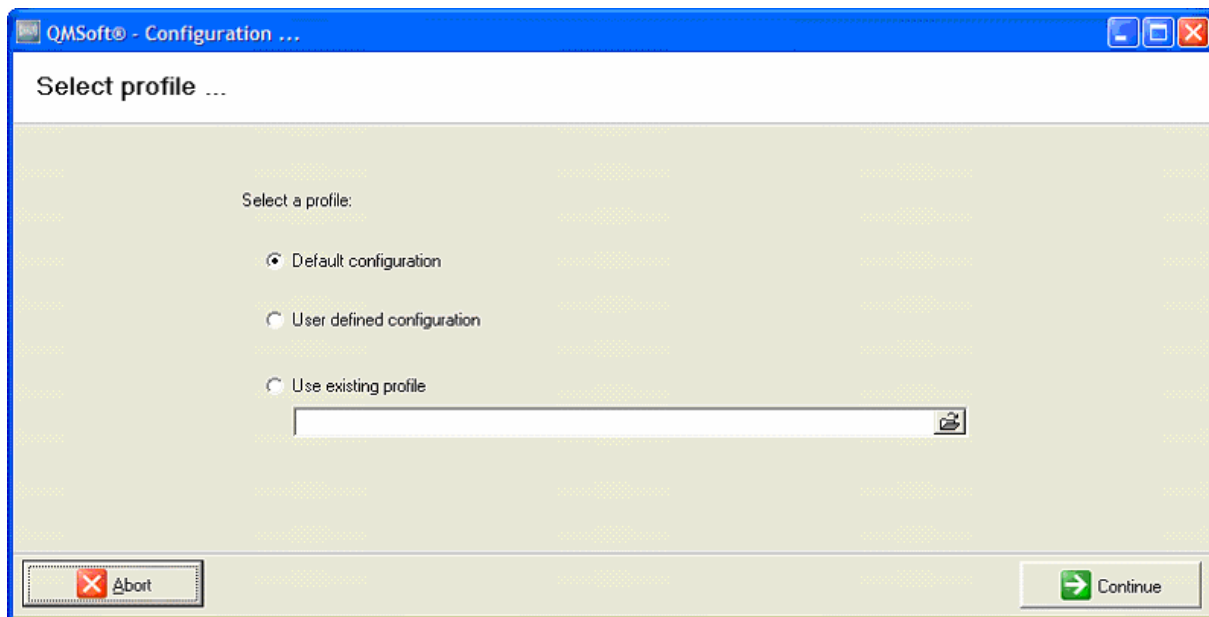 QMSoft® - Configuration ...
Select profile ...
Select a profile:
Default configuration
User defined configuration
Use existing profile
Abort
Continue